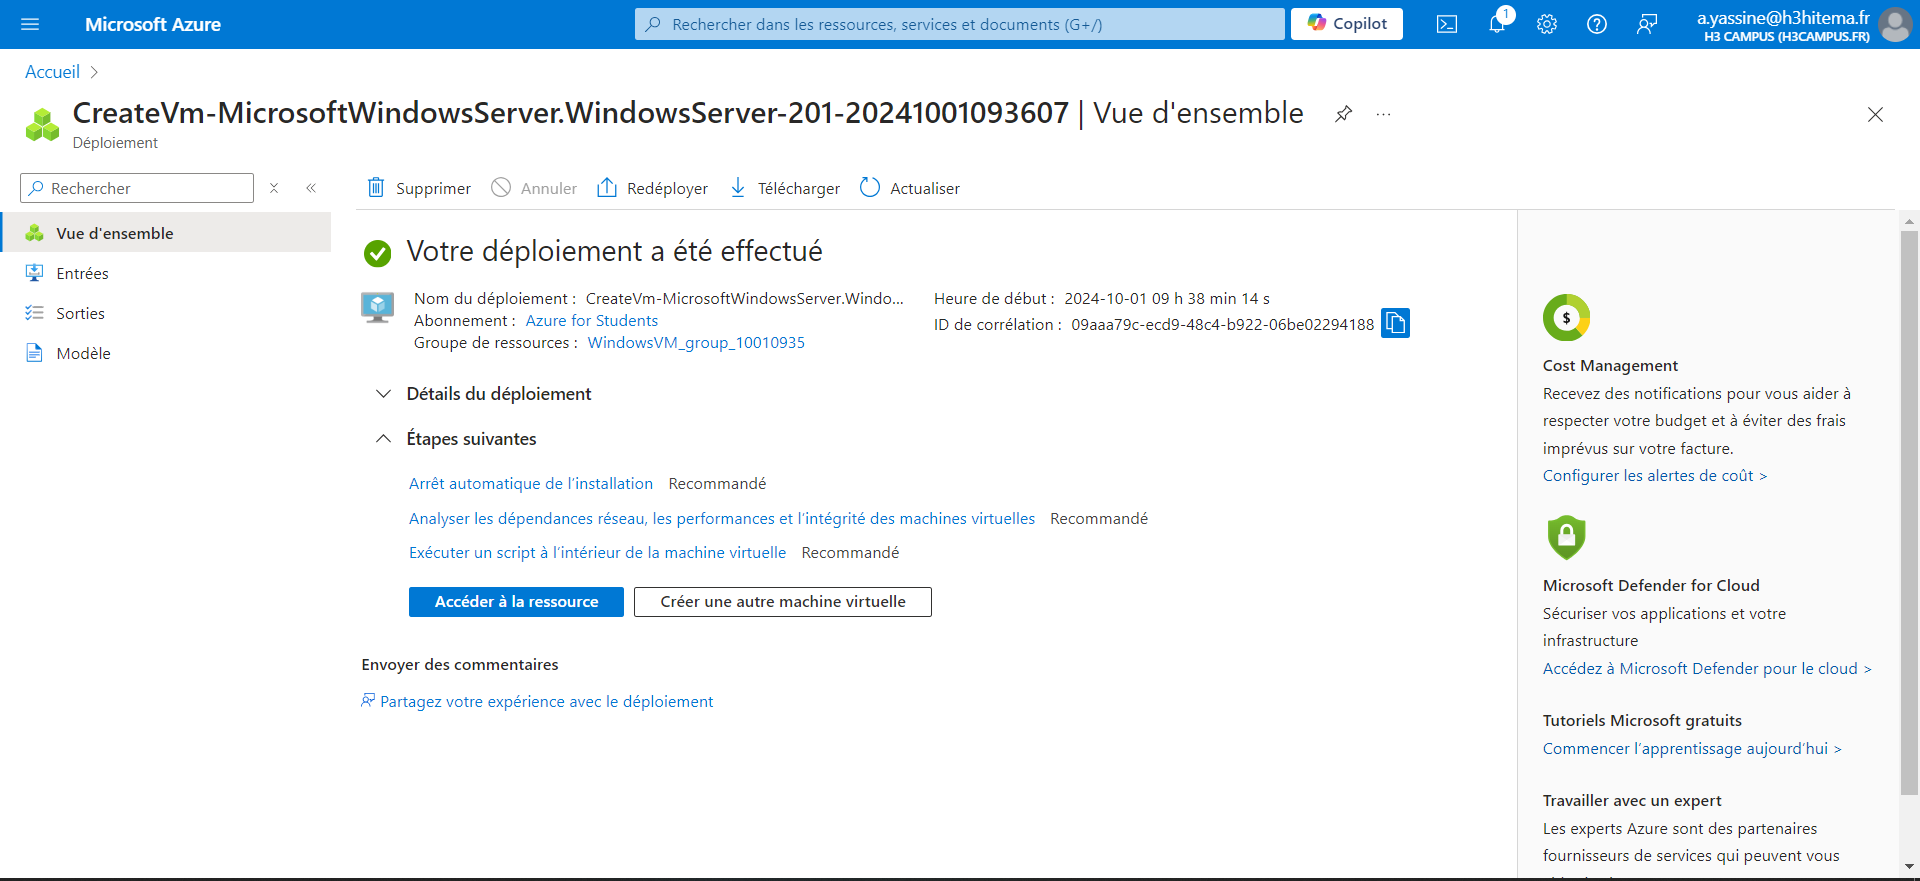 Microsoft Azure
Rechercher dans les ressources, services et documents (G+/)
Copilot
1
a.yassine@h3hitema.fr
H3 CAMPUS (H3CAMPUS.FR)
Accueil
CreateVm-MicrosoftWindowsServer.WindowsServer-201-20241001093607 | Vue d'ensemble
Déploiement
Rechercher
Supprimer
Annuler
Redéployer
Télécharger
Actualiser
Vue d'ensemble
Entrées
Sorties
Modèle
Votre déploiement a été effectué
Nom du déploiement : CreateVm-MicrosoftWindowsServer.Windo...
Abonnement : Azure for Students
Groupe de ressources : WindowsVM_group_10010935
Heure de début : 2024-10-01 09 h 38 min 14 s
ID de corrélation : 09aaa79c-ecd9-48c4-b922-06be02294188
Détails du déploiement
Étapes suivantes
Arrêt automatique de l’installation Recommandé
Analyser les dépendances réseau, les performances et l’intégrité des machines virtuelles Recommandé
Exécuter un script à l’intérieur de la machine virtuelle Recommandé
Accéder à la ressource
Créer une autre machine virtuelle
Envoyer des commentaires
Partagez votre expérience avec le déploiement
$
Cost Management
Recevez des notifications pour vous aider à
respecter votre budget et à éviter des frais
imprévus sur votre facture.
Configurer les alertes de coût >
Microsoft Defender for Cloud
Sécuriser vos applications et votre
infrastructure
Accédez à Microsoft Defender pour le cloud >
Tutoriels Microsoft gratuits
Commencer l’apprentissage aujourd’hui >
Travailler avec un expert
Les experts Azure sont des partenaires
fournisseurs de services qui peuvent vous